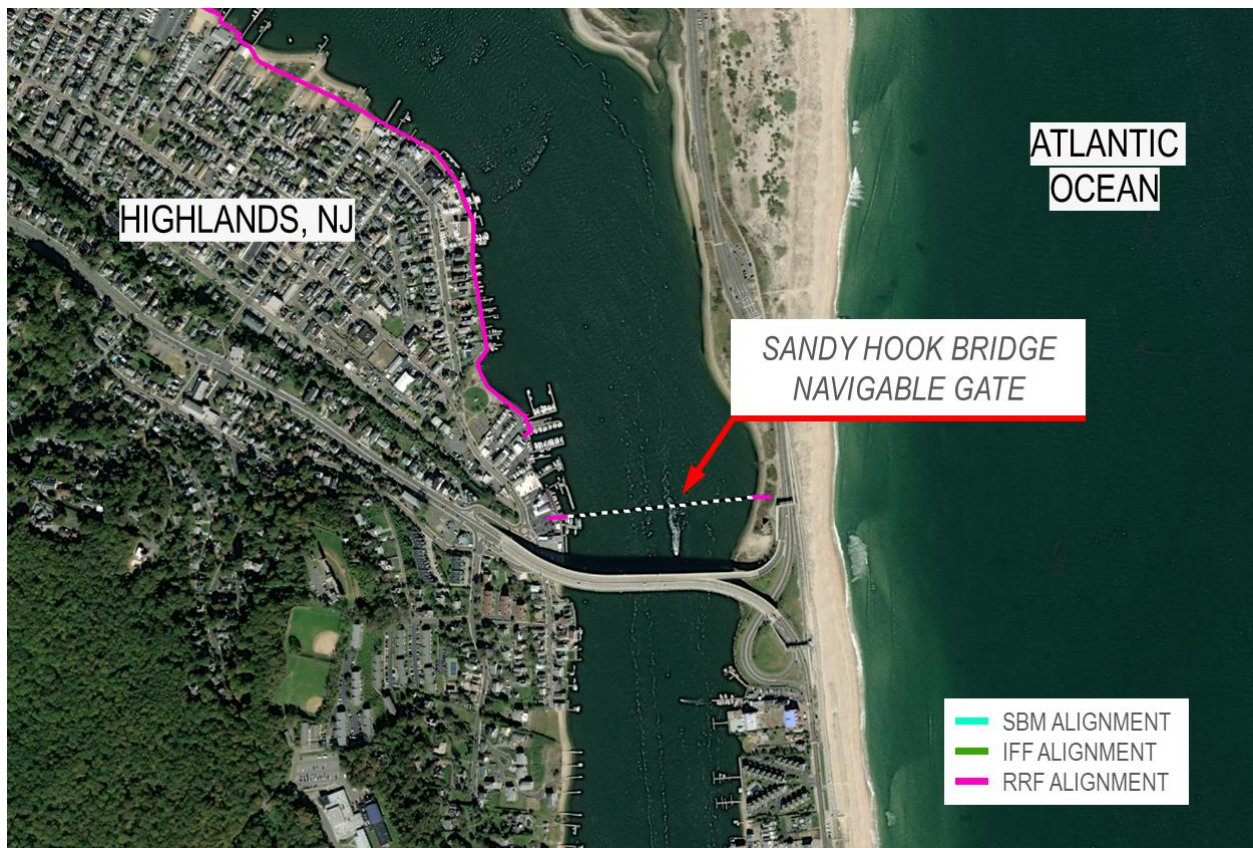 ATLANTIC
OCEAN
HIGHLANDS, NJ
SANDY HOOK BRIDGE
NAVIGABLE GATE
SBM ALIGNMENT
IFF ALIGNMENT
RRF ALIGNMENT